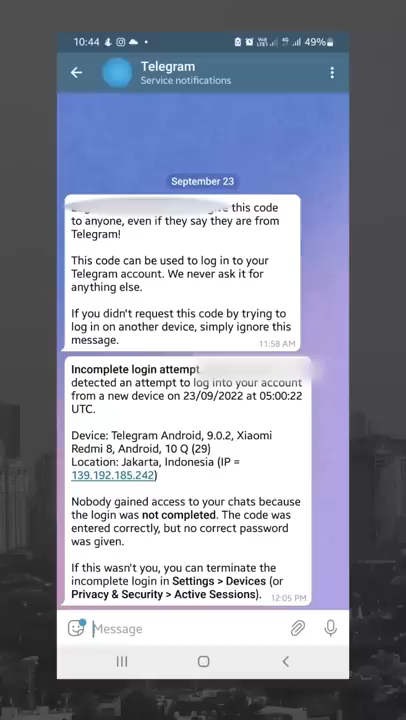 10:44
49%
Telegram
Service notifications
September 23
this code
to anyone, even if they say they are from
Telegram!
This code can be used to log in to your
Telegram account. We never ask it for
anything else.
If you didn't request this code by trying to
log in on another device, simply ignore this
message.
11:58 AM
Incomplete login attempt
detected an attempt to log into your account
from a new device on 23/09/2022 at 05:00:22
UTC.
Device: Telegram Android, 9.0.2, Xiaomi
Redmi 8, Android, 10 Q (29)
Location: Jakarta, Indonesia (IP =
139.192.185.242)
Nobody gained access to your chats because
the login was not completed. The code was
entered correctly, but no correct password
was given.
If this wasn't you, you can terminate the
incomplete login in Settings > Devices (or
Privacy & Security > Active Sessions).
12:05 PM
Message